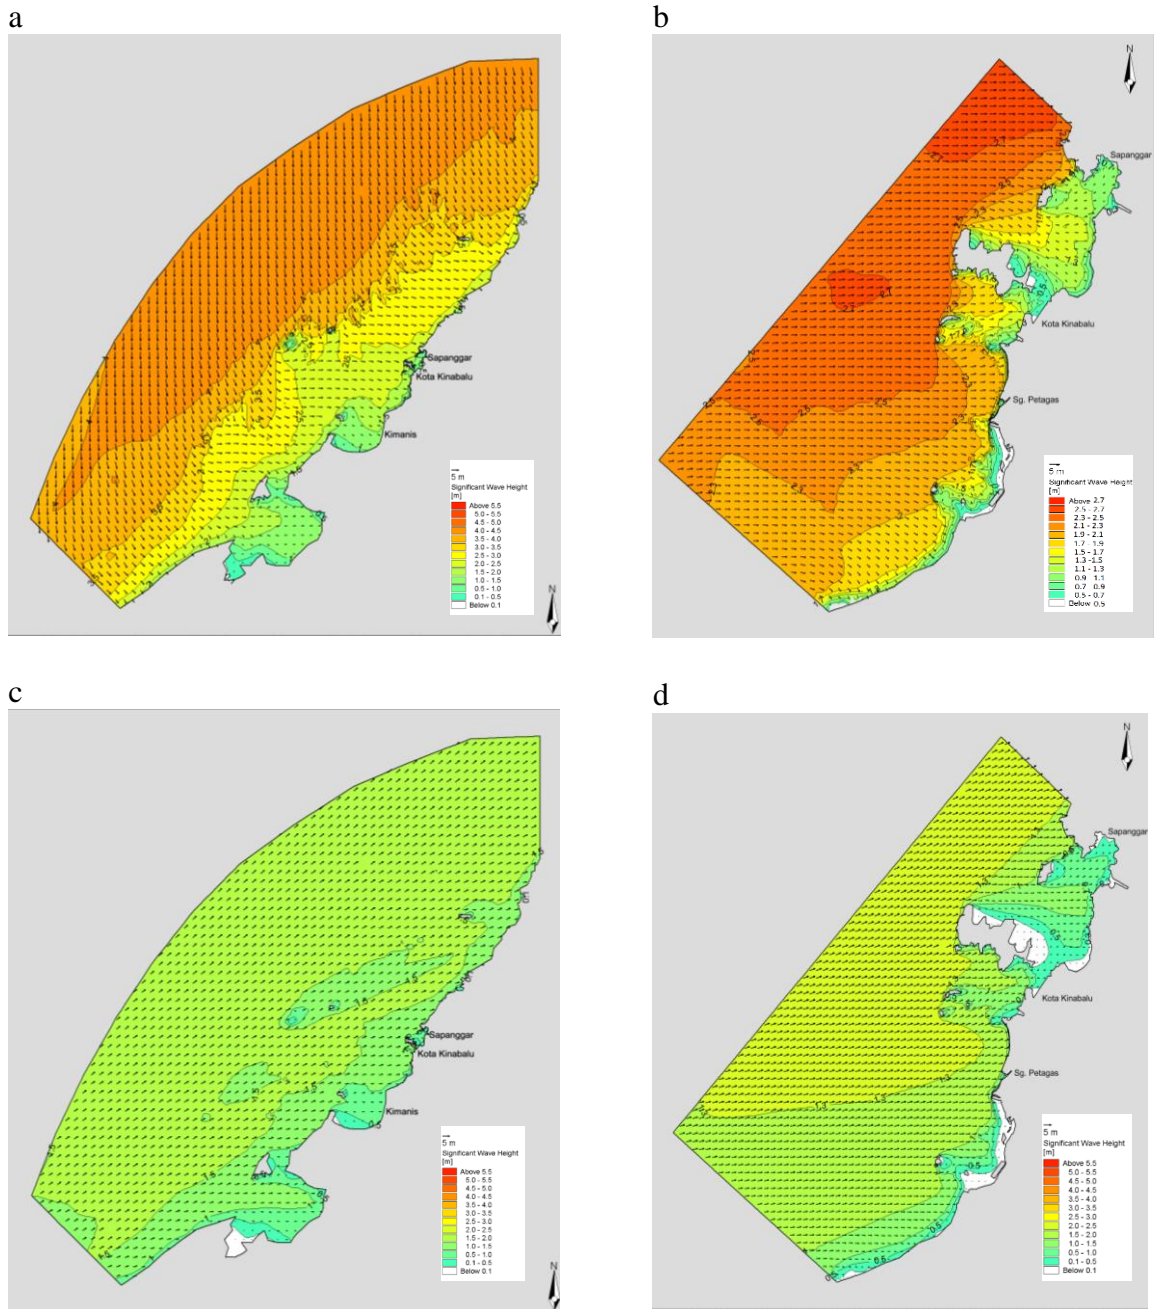 a
b
N
Sapanggar
Kota Kinabalu
Kimanis
5 m
Significant Wave Height
[m]
Above 5.5
5.0 - 5.5
4.5 - 5.0
4.0 - 4.5
3.5 - 4.0
3.0 - 3.5
2.5 - 3.0
2.0 - 2.5
1.5 - 2.0
1.0 - 1.5
0.5 - 1.0
0.1 - 0.5
Below 0.1
N
Sapanggar
Kota Kinabalu
Sg. Petagas
5 m
Significant Wave Height
[m]
Above 2.7
2.5 - 2.7
2.3 - 2.5
2.1 - 2.3
1.9 - 2.1
1.7 - 1.9
1.5 - 1.7
1.3 - 1.5
1.1 - 1.3
0.9 - 1.1
0.7 - 0.9
0.5 - 0.7
Below 0.5
c
d
N
Sapanggar
Kota Kinabalu
Kimanis
5 m
Significant Wave Height
[m]
Above 5.5
5.0 - 5.5
4.5 - 5.0
4.0 - 4.5
3.5 - 4.0
3.0 - 3.5
2.5 - 3.0
2.0 - 2.5
1.5 - 2.0
1.0 - 1.5
0.5 - 1.0
0.1 - 0.5
Below 0.1
N
Sapanggar
Kota Kinabalu
Sg. Petagas
5 m
Significant Wave Height
[m]
Above 5.5
5.0 - 5.5
4.5 - 5.0
4.0 - 4.5
3.5 - 4.0
3.0 - 3.5
2.5 - 3.0
2.0 - 2.5
1.5 - 2.0
1.0 - 1.5
0.5 - 1.0
0.1 - 0.5
Below 0.1